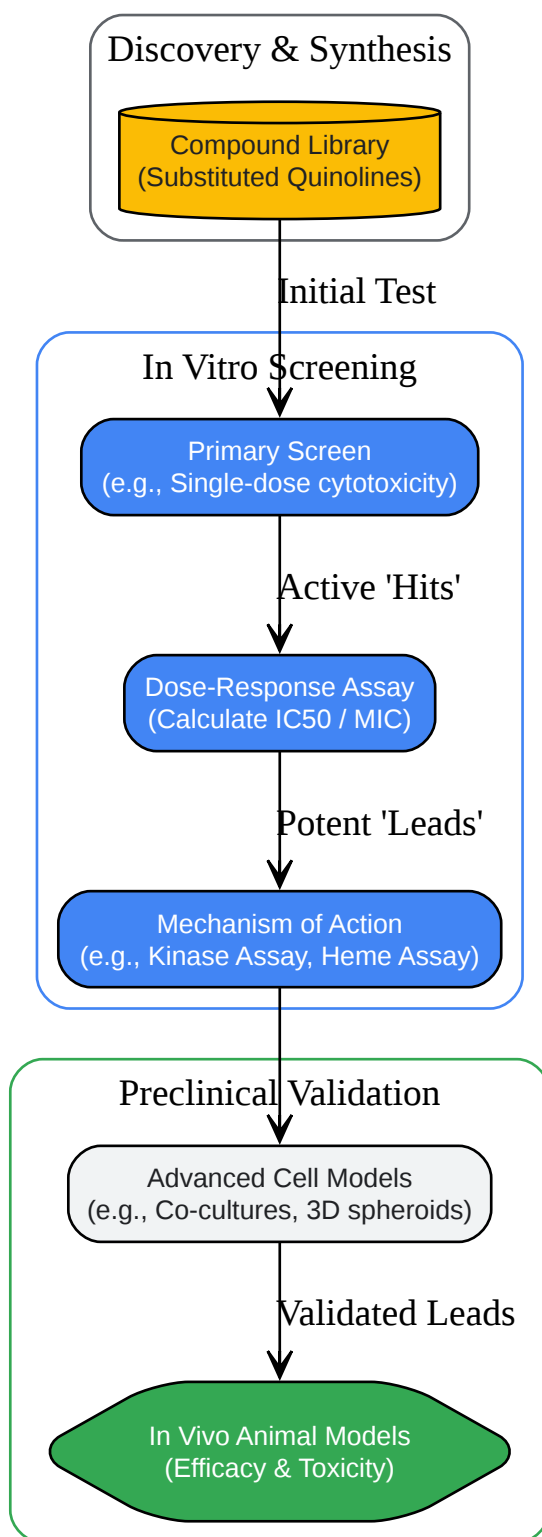 Discovery & Synthesis
Compound Library
(Substituted Quinolines)
Initial Test
In Vitro Screening
Primary Screen
(e.g., Single-dose cytotoxicity)
Active 'Hits'
Dose-Response Assay
(Calculate IC50 / MIC)
Potent 'Leads'
Mechanism of Action
(e.g., Kinase Assay, Heme Assay)
Preclinical Validation
Advanced Cell Models
(e.g., Co-cultures, 3D spheroids)
Validated Leads
In Vivo Animal Models
(Efficacy & Toxicity)